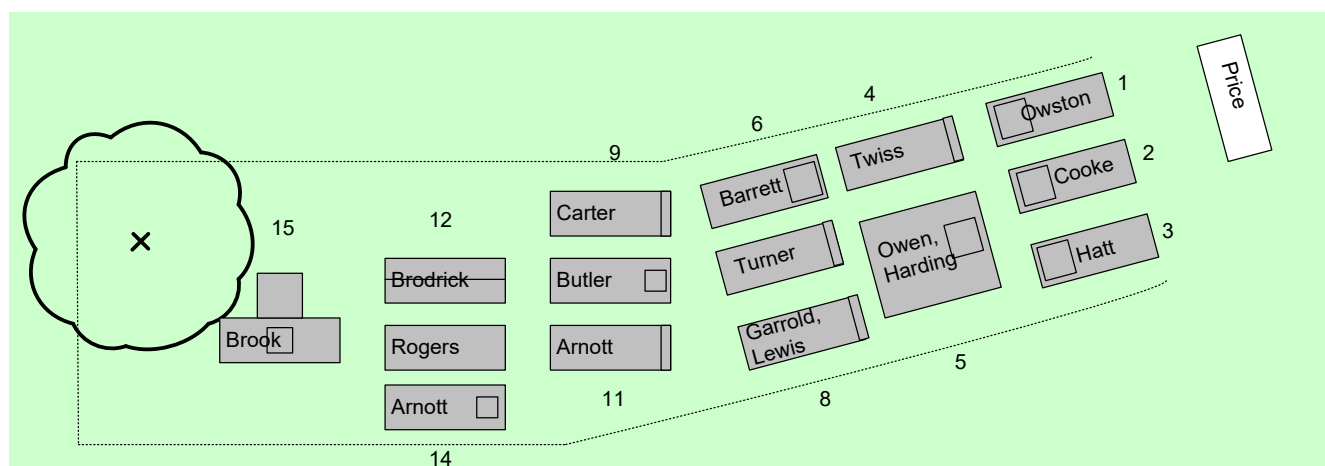 Price
1
Owston
4
2
Cooke
6
Twiss
9
Barrett
3
Hatt
Carter
Owen,
Harding
12
15
Turner
Brodrick
Butler
Garrold,
Lewis
Brook
Rogers
Arnott
5
Arnott
11
8
14